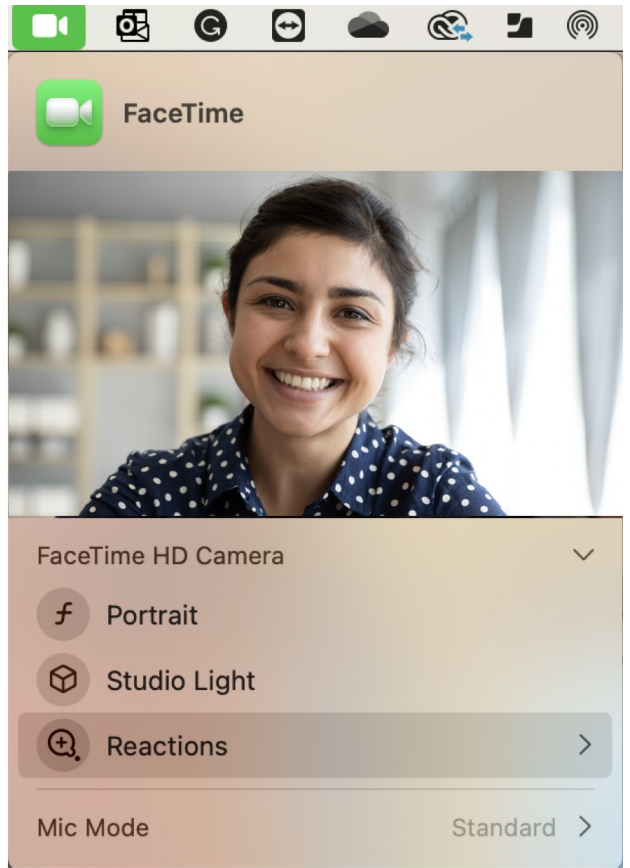 FaceTime
FaceTime HD Camera
Portrait
Studio Light
Reactions
Mic Mode Standard